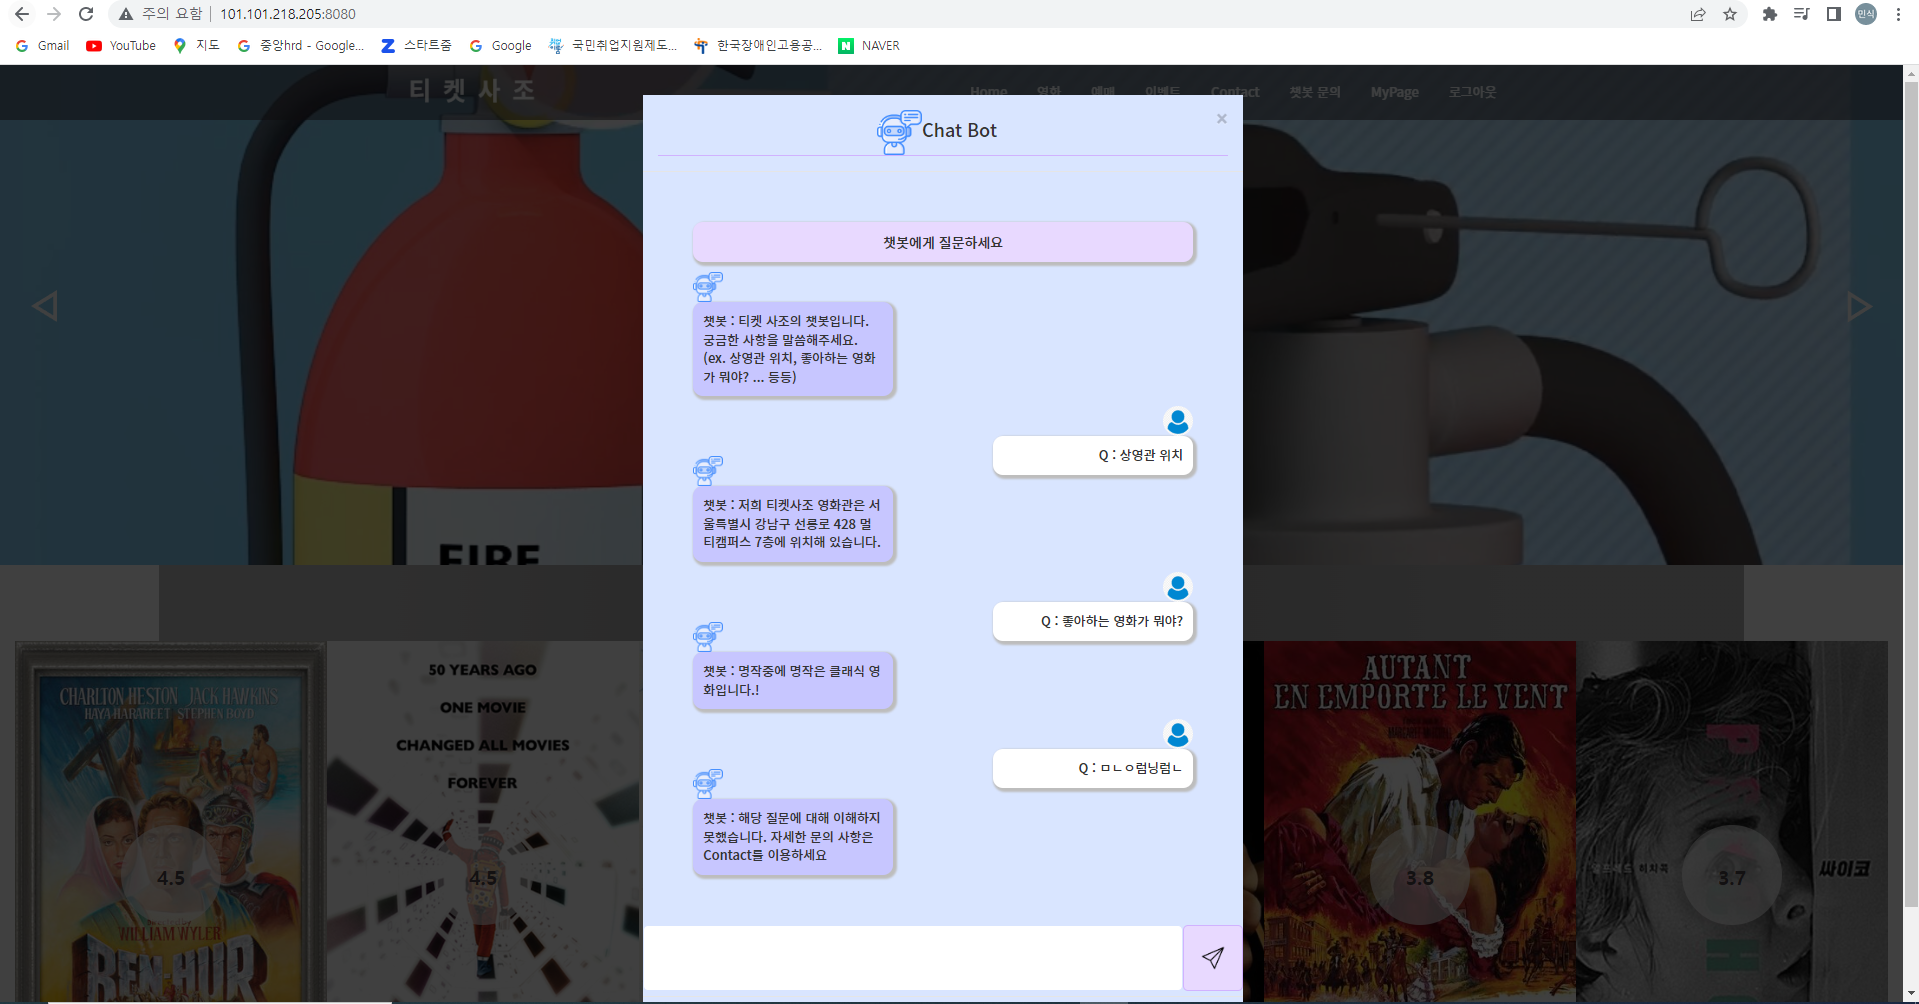 주의 요함
101.101.218.205:8080
민식
Gmail
YouTube
지도
중앙hrd - Google...
스타트줌
Google
국민취업지원제도...
한국장애인고용공...
NAVER
티켓사조
Home
영화
예매
이벤트
Contact
챗봇 문의
MyPage
로그아웃
Chat Bot
×
챗봇에게 질문하세요
챗봇 : 티켓 사조의 챗봇입니다.
궁금한 사항을 말씀해주세요.
(ex. 상영관 위치, 좋아하는 영화
가 뭐야? ... 등등)
Q : 상영관 위치
챗봇 : 저희 티켓사조 영화관은 서
울특별시 강남구 선릉로 428 멀
티캠퍼스 7층에 위치해 있습니다.
Q : 좋아하는 영화가 뭐야?
챗봇 : 명작중에 명작은 클래식 영
화입니다.!
Q : ㅁㄴㅇ럼닝럼ㄴ
챗봇 : 해당 질문에 대해 이해하지
못했습니다. 자세한 문의 사항은
Contact를 이용하세요
FIRE
CHARLTON HESTON JACK HAWKINS
HAYA HARAREET STEPHEN BOYD
4.5
WILLIAM WYLER
BEN-HUR
50 YEARS AGO
ONE MOVIE
CHANGED ALL MOVIES
FOREVER
4.5
AUTANT
EN EMPORTE LE VENT
3.8
히치콕
3.7
싸이코